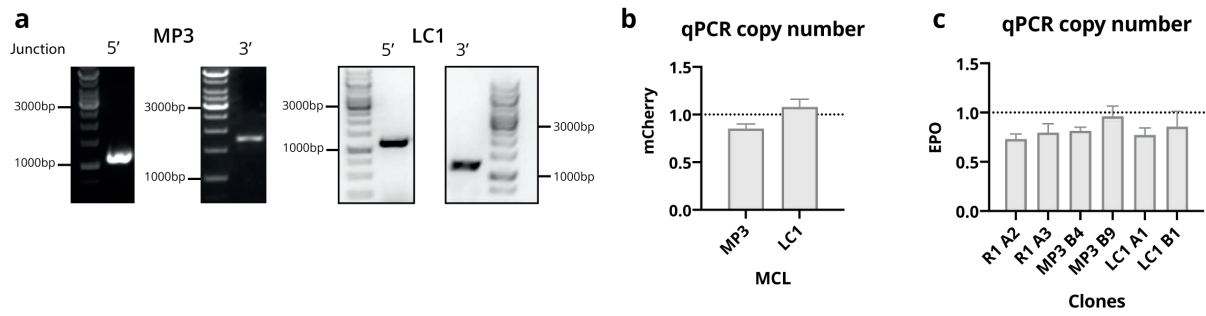 a
MP3
LC1
Junction
5′
3′
5′
3′
3000bp
1000bp
3000bp
1000bp
3000bp
1000bp
3000bp
1000bp
b
qPCR copy number
mCherry
1.5
1.0
0.5
0.0
MP3
LC1
MCL
c
qPCR copy number
EPO
1.5
1.0
0.5
0.0
R1 A2
R1 A3
MP3 B4
MP3 B9
LC1 A1
LC1 B1
Clones